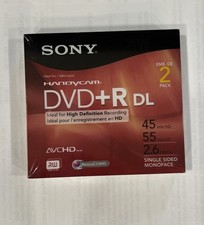 SONY
2
PACK
HANDYCAM
DVD+R DL
Ideal for High Definition Recording
Idéal pour l'enregistrement en HD
45
55
2.6
AVCHD
SINGLE SIDED
MONOFACE